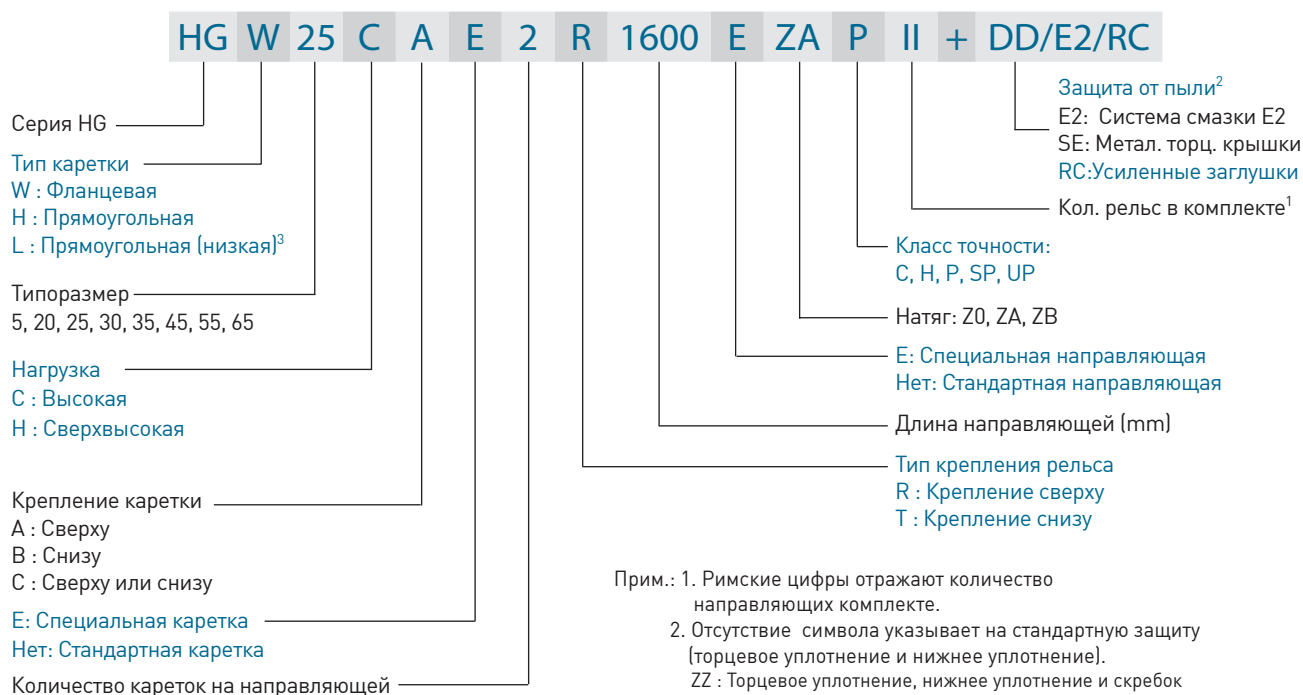 HG W 25 C A E 2 R 1600 E ZA P II + DD/E2/RC
Серия HG
Тип каретки
W : Фланцевая
H : Прямоугольная
L : Прямоугольная (низкая)3
Типоразмер
5, 20, 25, 30, 35, 45, 55, 65
Нагрузка
C : Высокая
H : Сверхвысокая
Крепление каретки
A : Сверху
B : Снизу
C : Сверху или снизу
E: Специальная каретка
Нет: Стандартная каретка
Количество кареток на направляющей
Защита от пыли2
E2: Система смазки E2
SE: Метал. торц. крышки
RC:Усиленные заглушки
Кол. рельс в комплекте1
Класс точности:
C, H, P, SP, UP
Натяг: Z0, ZA, ZB
E: Специальная направляющая
Нет: Стандартная направляющая
Длина направляющей (mm)
Тип крепления рельса
R : Крепление сверху
T : Крепление снизу
Прим.: 1. Римские цифры отражают количество
направляющих комплекте.
2. Отсутствие символа указывает на стандартную защиту
(торцевое уплотнение и нижнее уплотнение).
ZZ : Торцевое уплотнение, нижнее уплотнение и скребок